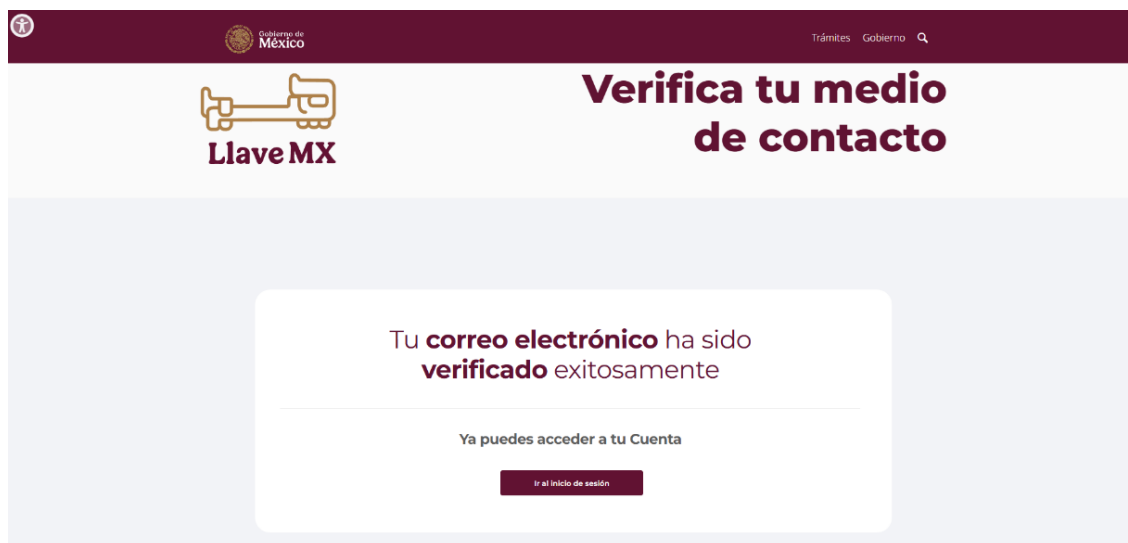 Gobierno de
México
Trámites Gobierno
Llave MX
Verifica tu medio
de contacto
Tu correo electrónico ha sido
verificado exitosamente
Ya puedes acceder a tu Cuenta
Ir al inicio de sesión